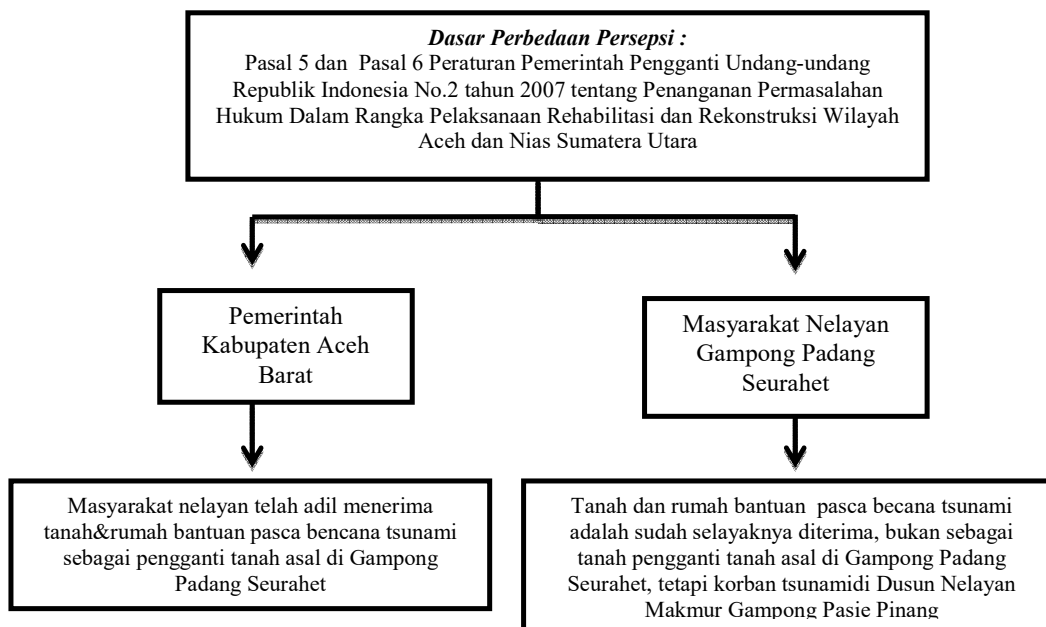 Dasar Perbedaan Persepsi :
Pasal 5 dan Pasal 6 Peraturan Pemerintah Pengganti Undang-undang
Republik Indonesia No.2 tahun 2007 tentang Penanganan Permasalahan
Hukum Dalam Rangka Pelaksanaan Rehabilitasi dan Rekonstruksi Wilayah
Aceh dan Nias Sumatera Utara
Pemerintah
Kabupaten Aceh
Barat
Masyarakat Nelayan
Gampong Padang
Seurahet
Masyarakat nelayan telah adil menerima
tanah&rumah bantuan pasca bencana tsunami
sebagai pengganti tanah asal di Gampong
Padang Seurahet
Tanah dan rumah bantuan pasca becana tsunami
adalah sudah selayaknya diterima, bukan sebagai
tanah pengganti tanah asal di Gampong Padang
Seurahet, tetapi korban tsunamidi Dusun Nelayan
Makmur Gampong Pasie Pinang